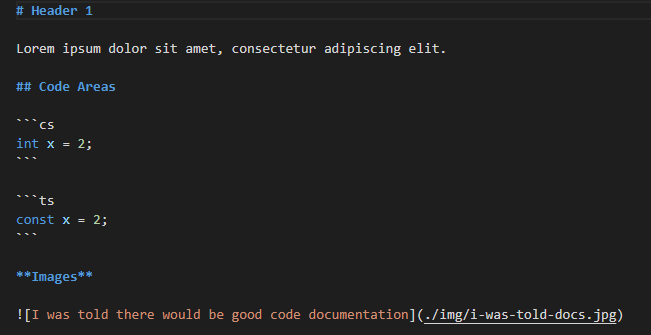 # Header 1
Lorem ipsum dolor sit amet, consectetur adipiscing elit.
## Code Areas
```cs
int x = 2;
```
```ts
const x = 2;
```
**Images**
![I was told there would be good code documentation](./img/i-was-told-docs.jpg)